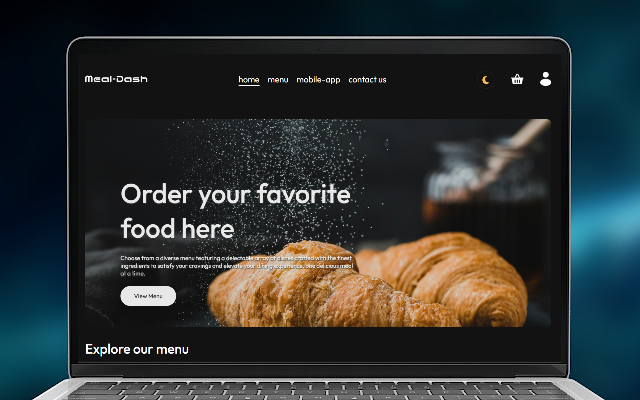 Meal-Dash
home menu mobile-app contact us
Order your favorite
food here
Choose from a diverse menu featuring a delectable array of dishes crafted with the finest
ingredients to satisfy your cravings and elevate your dining experience, one delicious meal
at a time.
View Menu
Explore our menu